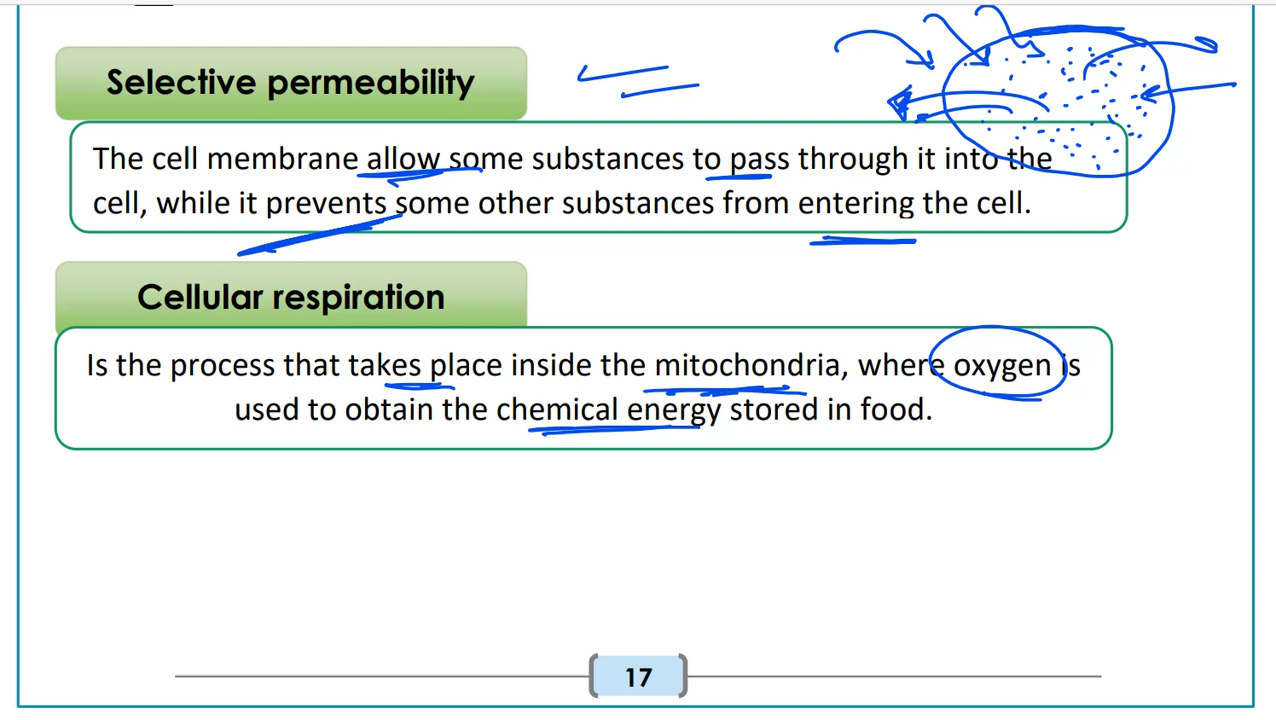 Selective permeability
The cell membrane allow some substances to pass through it into the
cell, while it prevents some other substances from entering the cell.
Cellular respiration
Is the process that takes place inside the mitochondria, where oxygen is
used to obtain the chemical energy stored in food.
17